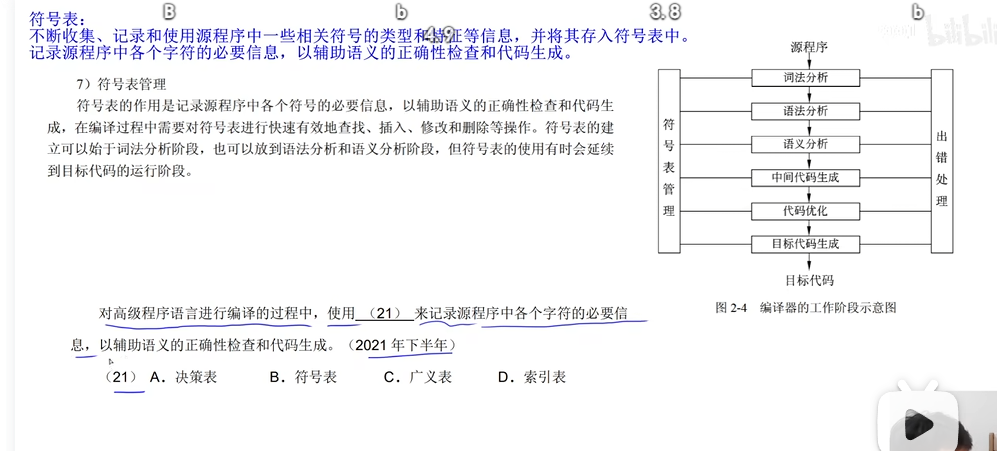 B b 3.8 b
符号表：
不断收集、记录和使用源程序中一些相关符号的类型和特征等信息，并将其存入符号表中。
4.9
记录源程序中各个字符的必要信息，以辅助语义的正确性检查和代码生成。
bilibili
7）符号表管理
符号表的作用是记录源程序中各个符号的必要信息，以辅助语义的正确性检查和代码生
成，在编译过程中需要对符号表进行快速有效地查找、插入、修改和删除等操作。符号表的建
立可以始于词法分析阶段，也可以放到语法分析和语义分析阶段，但符号表的使用有时会延续
到目标代码的运行阶段。
源程序
词法分析
语法分析
语义分析
中间代码生成
代码优化
目标代码生成
目标代码
符号表管理
出错处理
图 2-4 编译器的工作阶段示意图
对高级程序语言进行编译的过程中，使用（21）来记录源程序中各个字符的必要信
息，以辅助语义的正确性检查和代码生成。（2021 年下半年）
（21）A．决策表 B．符号表 C．广义表 D．索引表